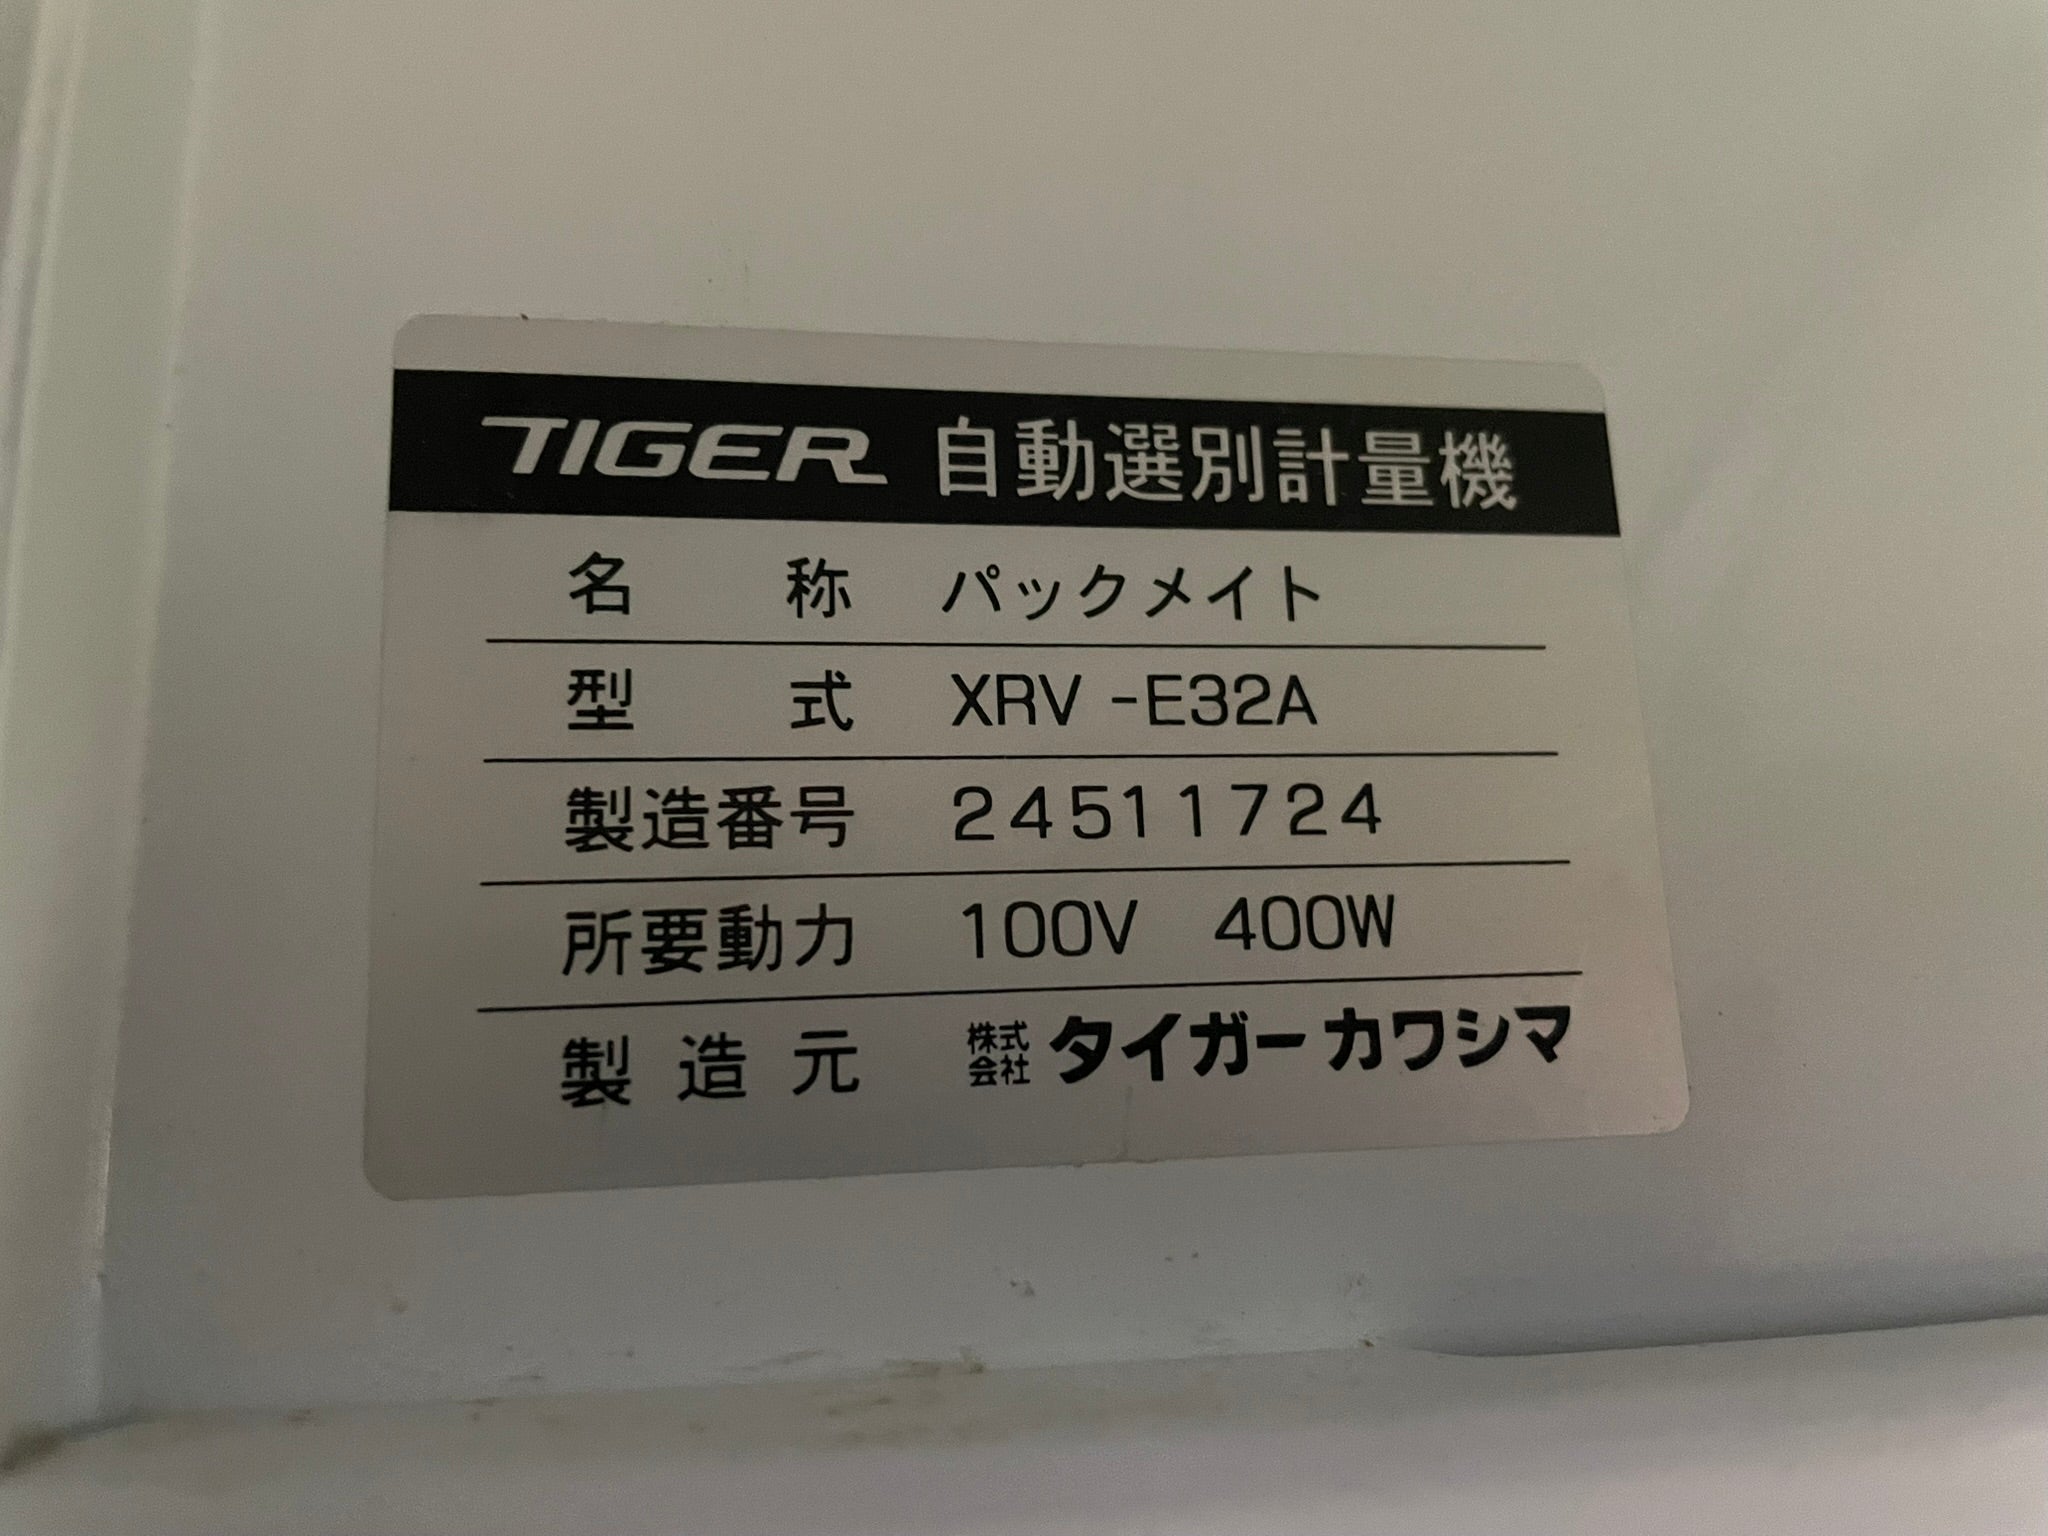 TIGER 自動選別計量機
名称 パックメイト
型式 XRV-E32A
製造番号 24511724
所要動力 100V 400W
製造元 株式会社 タイガーカワシマ